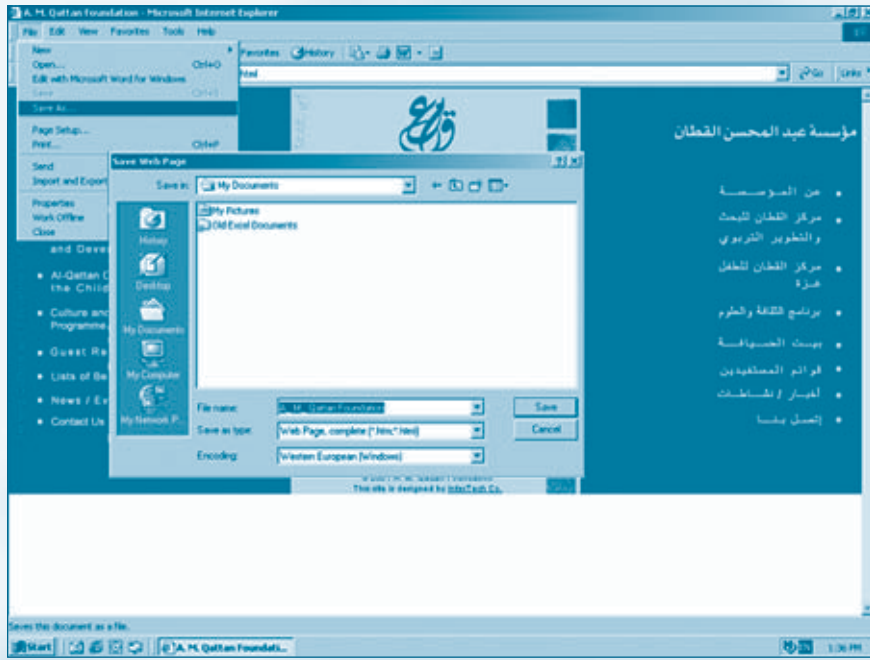 A. M. Qattan Foundation - Microsoft Internet Explorer
File Edit View Favorites Tools Help
New
Open... Ctrl+O
Edit with Microsoft Word for Windows
Save Ctrl+S
Save As...
Page Setup...
Print... Ctrl+P
Send
Import and Export
Properties
Work Offline
Close
Favorites History
html
Go Links
مؤسسة عبد المحسن القطان
عن المؤسسة
مركز القطان للبحث
والتطوير التربوي
مركز القطان للطفل
غزة
برنامج الثقافة والعلوم
بيت الضيافة
قوائم المستفيدين
أخبار / نشاطات
إتصل بنا
and Deve
Al-Qattan C
the Child
Culture and
Programme
Guest Re
Lists of Be
News / Ev
Contact Us
Save Web Page
Save in: My Documents
My Pictures
Old Excel Documents
History
Desktop
My Documents
My Computer
My Network P...
File name: A_ M_ Qattan Foundation
Save
Save as type: Web Page, complete (*.htm;*.html)
Cancel
Encoding: Western European (Windows)
This site is designed by InterTech Co.
Saves this document as a file.
Start A. M. Qattan Foundati... EN 1:36 PM